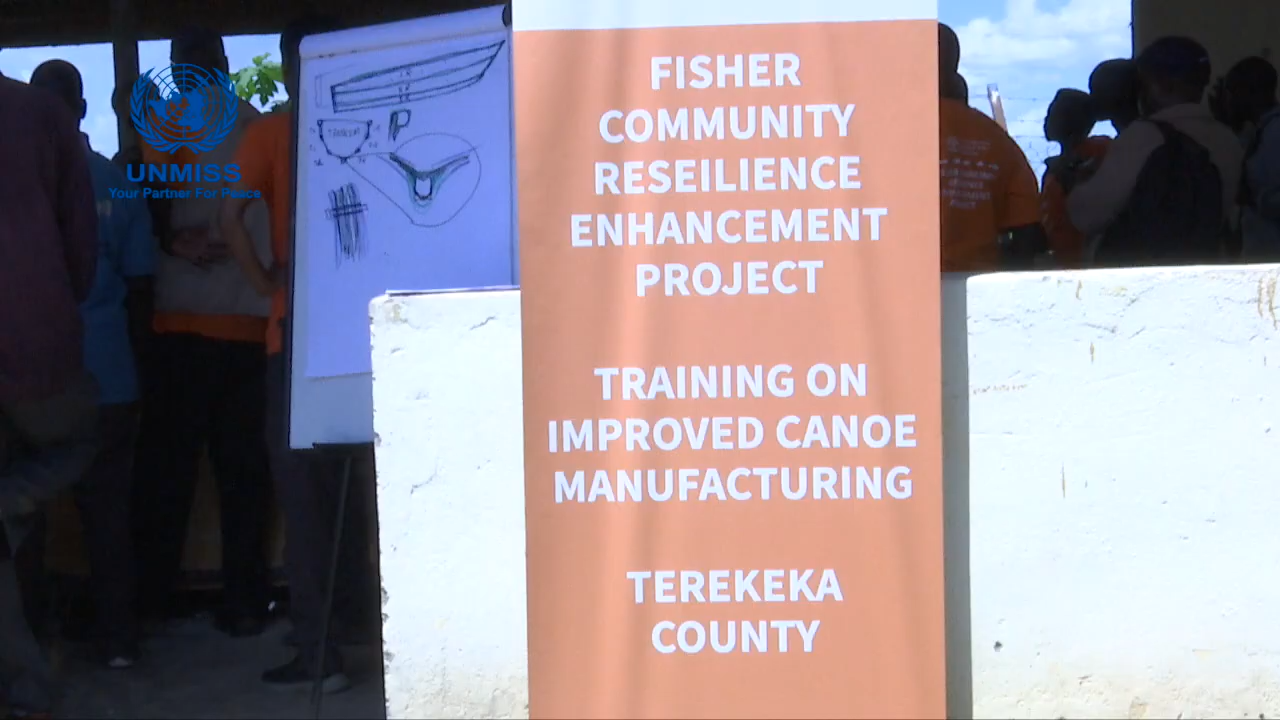 UNMISS
Your Partner For Peace
FISHER
COMMUNITY
RESEILIENCE
ENHANCEMENT
PROJECT
TRAINING ON
IMPROVED CANOE
MANUFACTURING
TEREKEKA
COUNTY